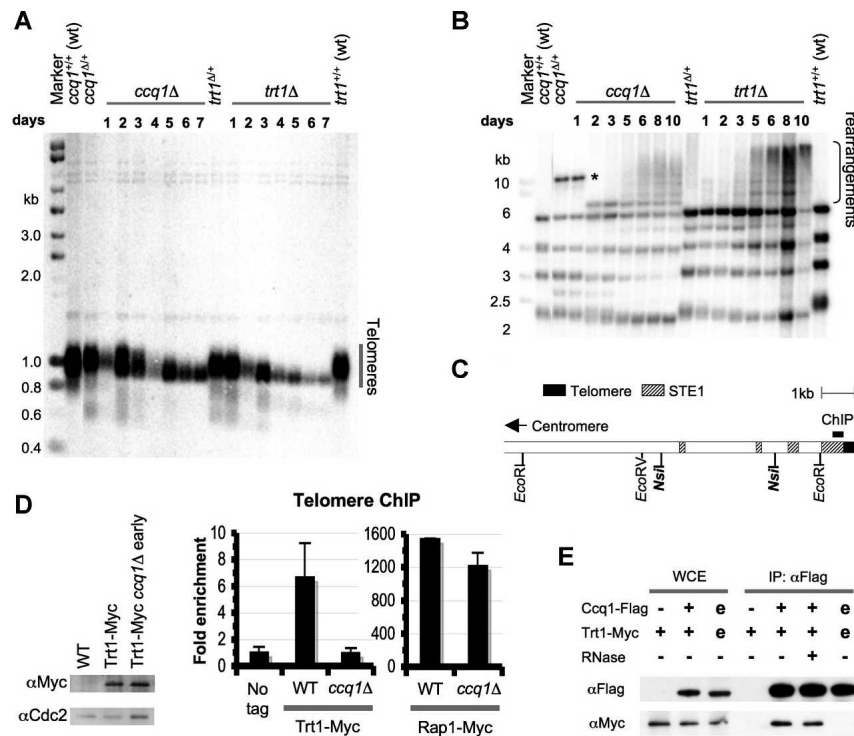 A
Marker
ccq1+/+ (wt)
ccq1Δ/+
ccq1Δ
trt1Δ/+
trt1Δ
trt1+/+ (wt)
days 1 2 3 4 5 6 7 1 2 3 4 5 6 7
kb
3.0
2.0
1.0
0.8
0.6
0.4
Telomeres
B
Marker
ccq1+/+ (wt)
ccq1Δ/+
ccq1Δ
trt1Δ/+
trt1Δ
trt1+/+ (wt)
days 1 2 3 5 6 8 10 1 2 3 5 6 8 10
kb
10
6
4
3
2.5
2
*
rearrangements
C
Telomere
STE1
1kb
ChIP
Centromere
EcoRI
EcoRV
NsiI
NsiI
EcoRI
D
WT
Trt1-Myc
Trt1-Myc ccq1Δ early
αMyc
αCdc2
Telomere ChIP
Fold enrichment
10
8
6
4
2
0
1600
1200
800
400
0
No tag
WT ccq1Δ
Trt1-Myc
WT ccq1Δ
Rap1-Myc
E
WCE IP: αFlag
Ccq1-Flag - + e - + + e
Trt1-Myc + + e + + + e
RNase - - - - - + -
αFlag
αMyc